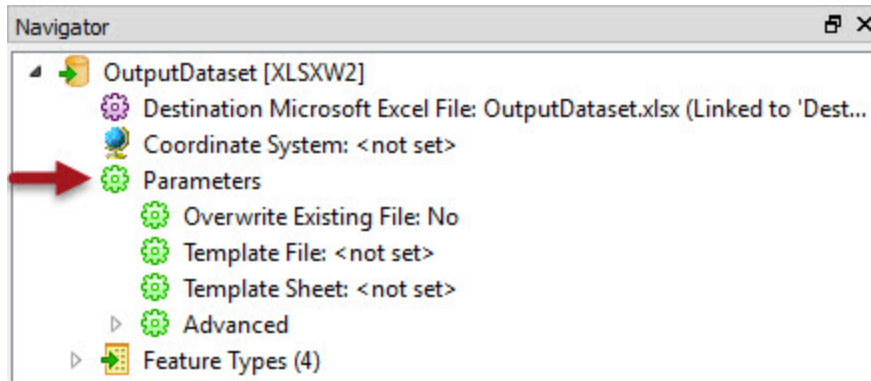 Navigator
OutputDataset [XLSXW2]
Destination Microsoft Excel File: OutputDataset.xlsx (Linked to 'Dest...
Coordinate System: <not set>
Parameters
Overwrite Existing File: No
Template File: <not set>
Template Sheet: <not set>
Advanced
Feature Types (4)